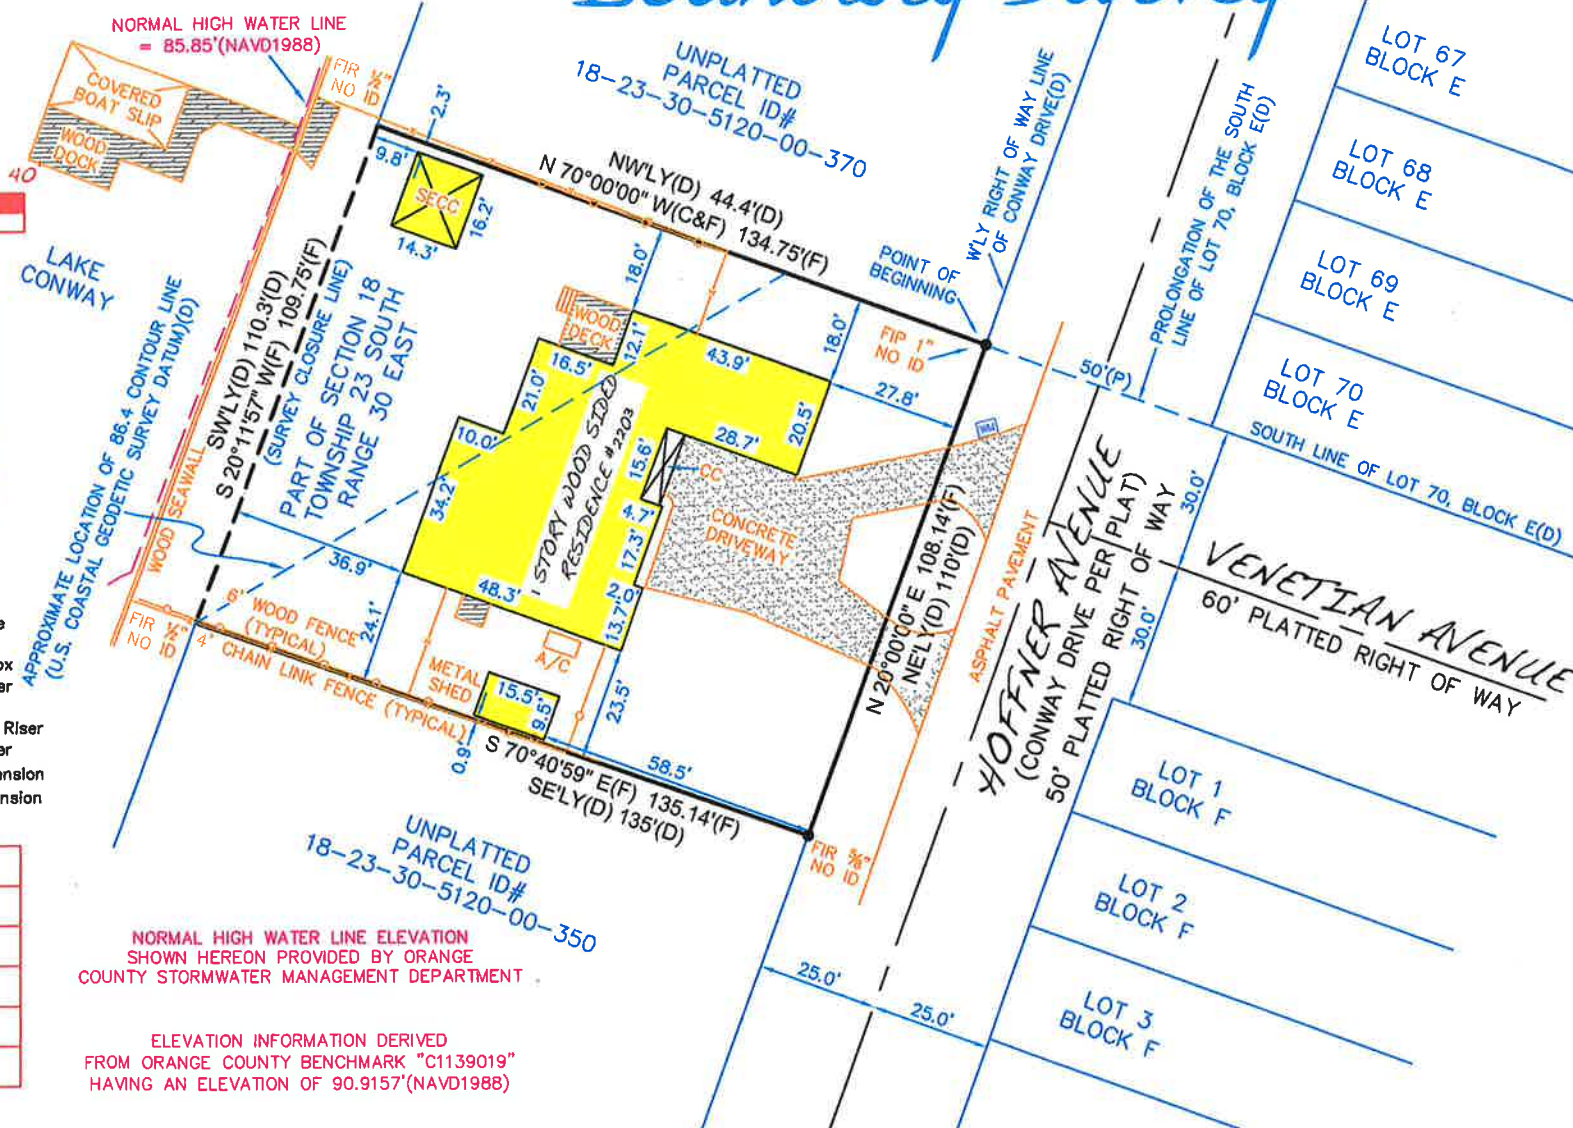 Boundary Survey
NORMAL HIGH WATER LINE
= 85.85'(NAVD1988)
FIR ½"
NO ID
COVERED
BOAT SLIP
WOOD
DOCK
40'
LAKE
CONWAY
2.3'
9.8'
SECC
16.2'
14.3'
UNPLATTED
PARCEL ID#
18-23-30-5120-00-370
NW'LY(D) 44.4'(D)
N 70°00'00" W(C&F) 134.75'(F)
W'LY RIGHT OF WAY LINE
OF CONWAY DRIVE(D)
POINT OF
BEGINNING
PROLONGATION OF THE SOUTH
LINE OF LOT 70, BLOCK E(D)
LOT 67
BLOCK E
LOT 68
BLOCK E
LOT 69
BLOCK E
LOT 70
BLOCK E
FIP 1"
NO ID
50'(P)
SOUTH LINE OF LOT 70, BLOCK E(D)
SW'LY(D) 110.3'(D)
S 20°11'57" W(F) 109.75'(F)
(SURVEY CLOSURE LINE)
PART OF SECTION 18
TOWNSHIP 23 SOUTH
RANGE 30 EAST
APPROXIMATE LOCATION OF 86.4 CONTOUR LINE
(U.S. COASTAL GEODETIC SURVEY DATUM)(D)
WOOD SEAWALL
18.0'
WOOD
DECK
12.1'
16.5'
43.9'
18.0'
27.8'
21.0'
20.5'
10.0'
28.7'
15.6'
CC
34.2'
1 STORY WOOD SIDED
RESIDENCE #2203
4.7'
17.3'
2.0'
13.7'
CONCRETE
DRIVEWAY
WM
36.9'
48.3'
24.1'
23.5'
6' WOOD FENCE
(TYPICAL)
4' CHAIN LINK FENCE (TYPICAL)
FIR ½"
NO ID
METAL
SHED
A/C
15.5'
9.5'
0.9'
58.5'
S 70°40'59" E(F) 135.14'(F)
SE'LY(D) 135'(D)
N 20°00'00" E 108.14'(F)
NE'LY(D) 110'(D)
ASPHALT PAVEMENT
HOFFNER AVENUE
(CONWAY DRIVE PER PLAT)
50' PLATTED RIGHT OF WAY
30.0'
30.0'
VENETIAN AVENUE
60' PLATTED RIGHT OF WAY
FIR ⅝"
NO ID
UNPLATTED
PARCEL ID#
18-23-30-5120-00-350
25.0'
25.0'
LOT 1
BLOCK F
LOT 2
BLOCK F
LOT 3
BLOCK F
Riser
NORMAL HIGH WATER LINE ELEVATION
SHOWN HEREON PROVIDED BY ORANGE
COUNTY STORMWATER MANAGEMENT DEPARTMENT
ELEVATION INFORMATION DERIVED
FROM ORANGE COUNTY BENCHMARK "C1139019"
HAVING AN ELEVATION OF 90.9157'(NAVD1988)